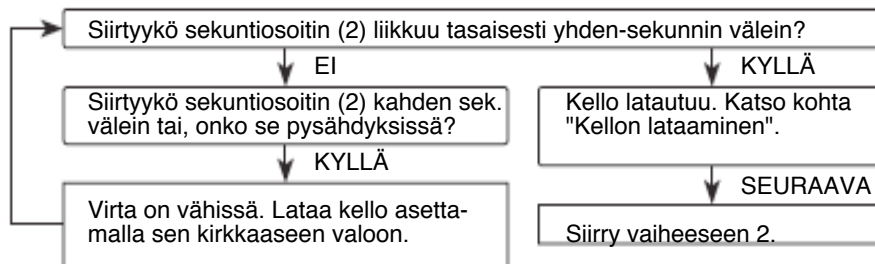 Siirtyykö sekuntiosoitin (2) liikkuu tasaisesti yhden-sekunnin välein?
EI
KYLLÄ
Siirtyykö sekuntiosoitin (2) kahden sek.
välein tai, onko se pysähdyksissä?
Kello latautuu. Katso kohta
"Kellon lataaminen".
KYLLÄ
SEURAAVA
Virta on vähissä. Lataa kello asetta-
malla sen kirkkaaseen valoon.
Siirry vaiheeseen 2.